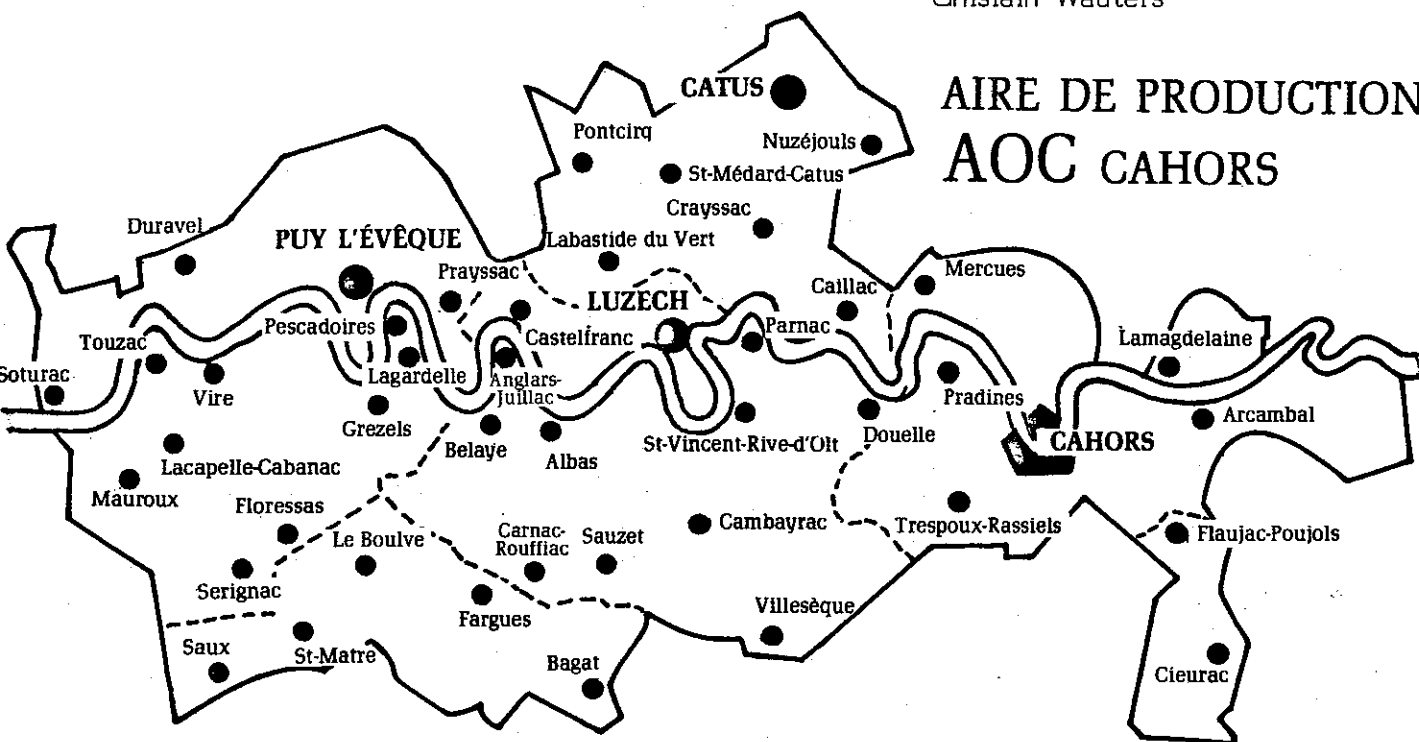 Ghislain Wauters
AIRE DE PRODUCTION
AOC CAHORS
CATUS
Pontcirq
Nuzéjouls
St-Médard-Catus
Crayssac
Duravel
PUY L'ÉVÊQUE
Labastide du Vert
Prayssac
Mercues
LUZECH
Caillac
Pescadoires
Castelfranc
Parnac
Touzac
Lamagdelaine
Soturac
Vire
Lagardelle
Anglars-
Juillac
Pradines
Grezels
Belaye
Albas
St-Vincent-Rive-d'Olt
Douelle
CAHORS
Arcambal
Lacapelle-Cabanac
Mauroux
Floressas
Le Boulve
Carnac-
Rouffiac
Sauzet
Cambayrac
Trespoux-Rassiels
Flaujac-Poujols
Serignac
Fargues
Villesèque
Saux
St-Matre
Bagat
Cieurac